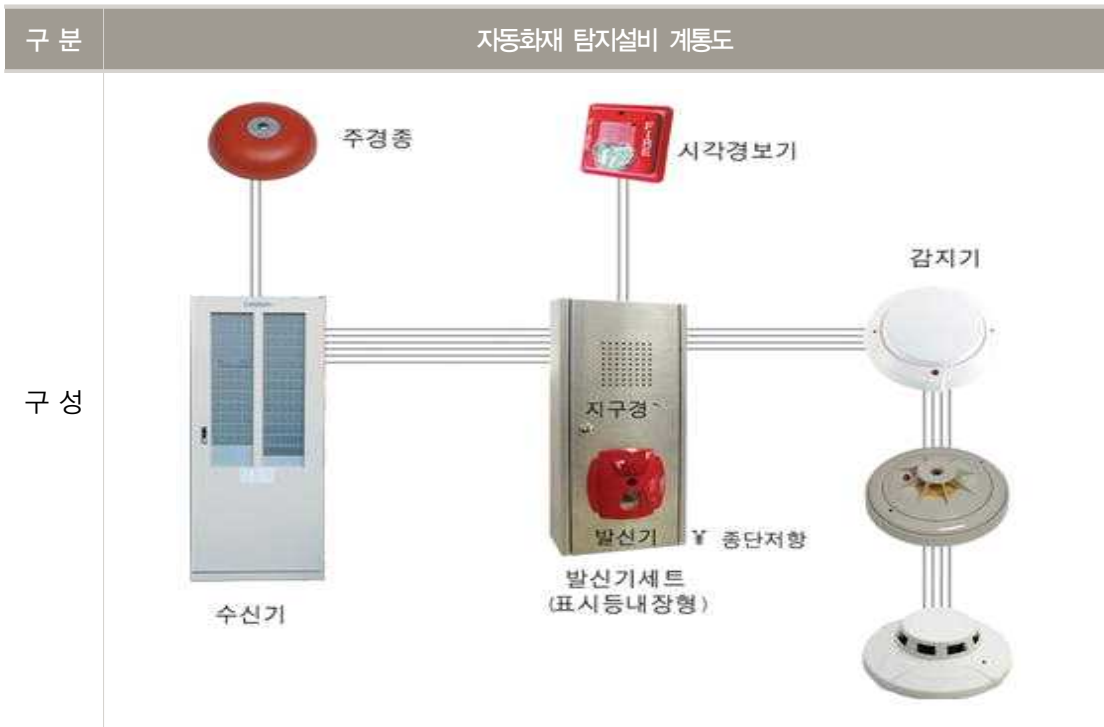 구 분
자동화재 탐지설비 계통도
구 성
주경종
시각경보기
감지기
지구경
발신기
¥ 종단저항
수신기
발신기세트
(표시등내장형)